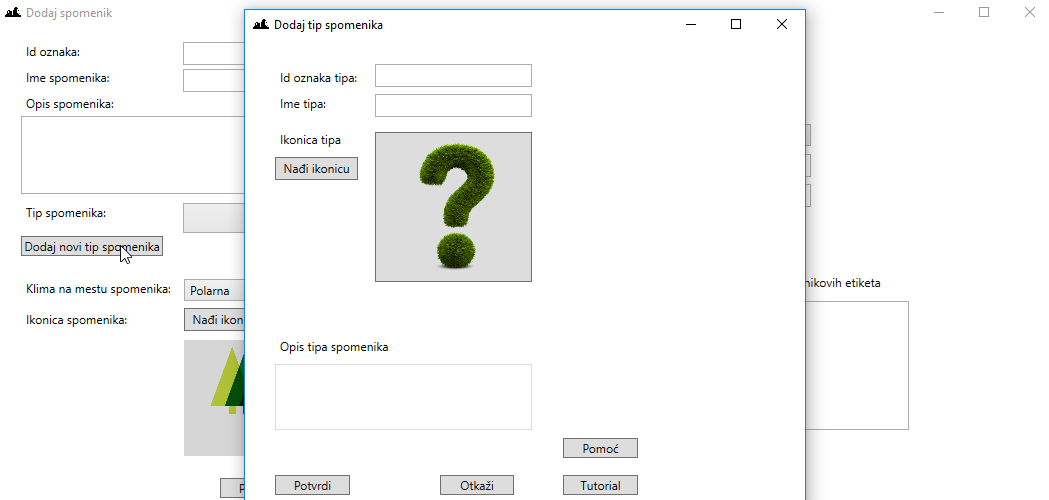 Dodaj spomenik
Id oznaka:
Ime spomenika:
Opis spomenika:
Tip spomenika:
Dodaj novi tip spomenika
Klima na mestu spomenika:
Polarna
Ikonica spomenika:
Nađi ikon
Dodaj tip spomenika
Id oznaka tipa:
Ime tipa:
Ikonica tipa
Nađi ikonicu
Opis tipa spomenika
Pomoć
Potvrdi
Otkaži
Tutorial
nikovih etiketa